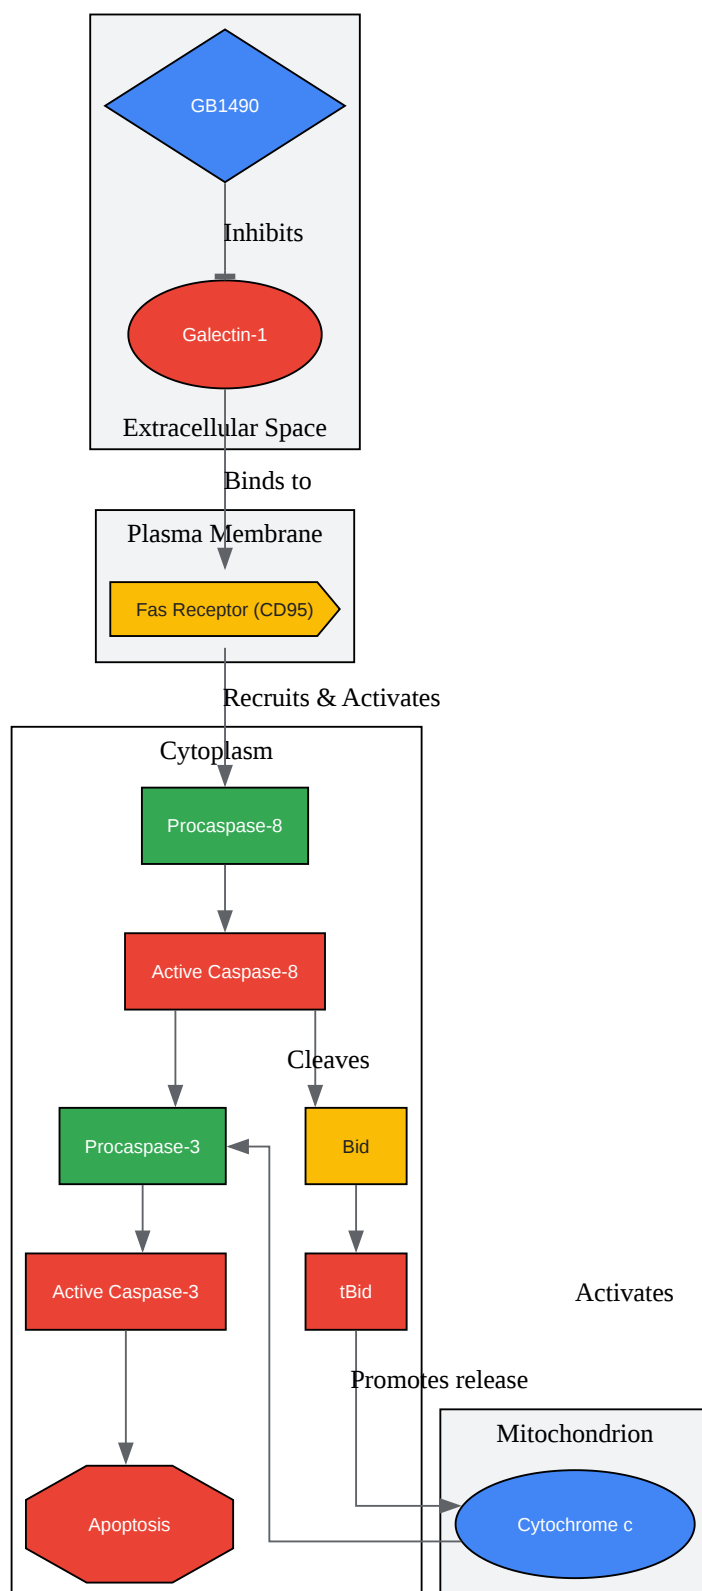 GB1490
Inhibits
Galectin-1
Extracellular Space
Binds to
Plasma Membrane
Fas Receptor (CD95)
Recruits & Activates
Cytoplasm
Procaspase-8
Active Caspase-8
Cleaves
Procaspase-3
Bid
Active Caspase-3
tBid
Activates
Promotes release
Mitochondrion
Apoptosis
Cytochrome c